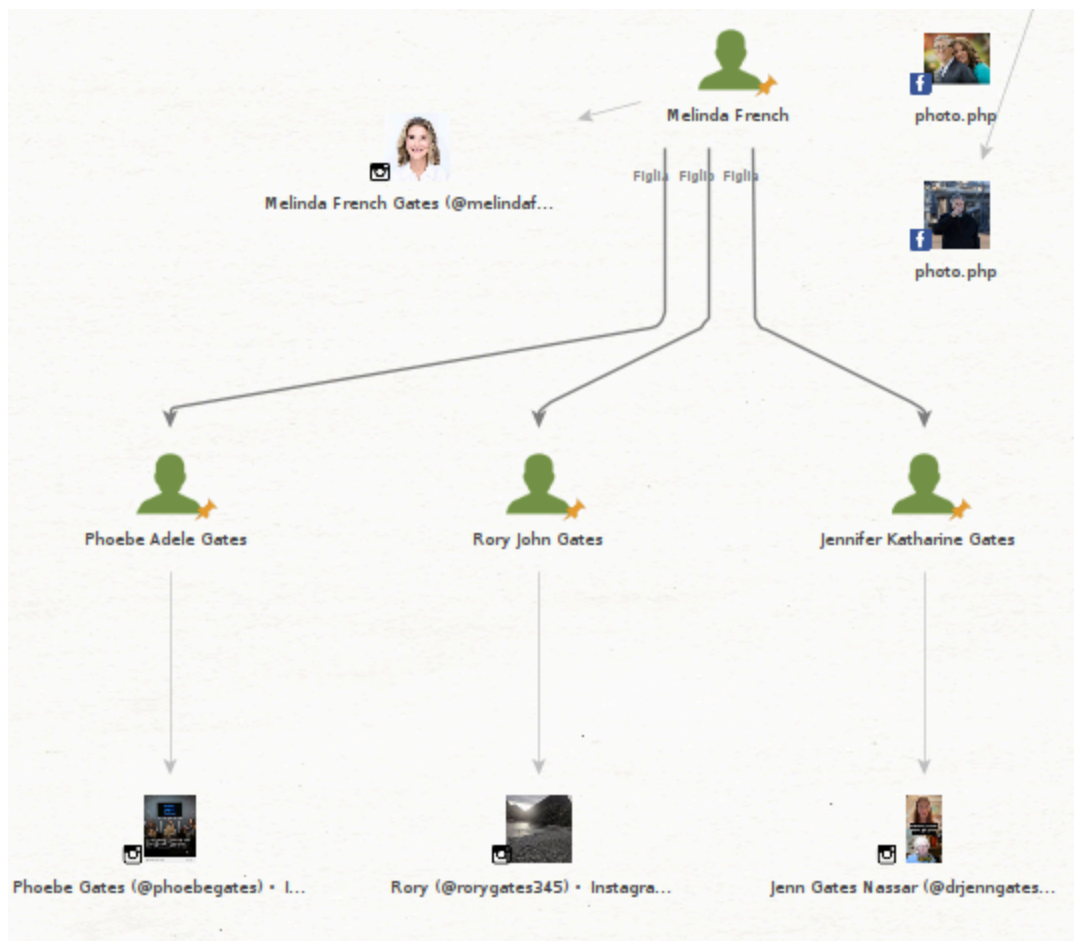 Melinda French
photo.php
Melinda French Gates (@melindaf...
Figlia Figlio Figlia
photo.php
Phoebe Adele Gates
Rory John Gates
Jennifer Katharine Gates
Phoebe Gates (@phoebegates) • I...
Rory (@rorygates345) • Instagra...
Jenn Gates Nassar (@drjenngates...